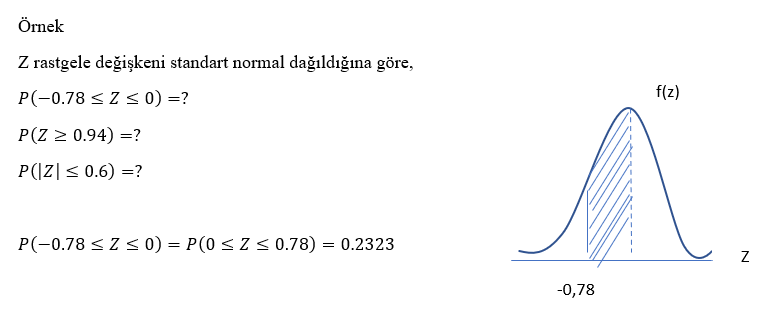 Örnek
Z rastgele değişkeni standart normal dağıldığına göre,
P(−0.78 ≤ Z ≤ 0) =?
P(Z ≥ 0.94) =?
P(|Z| ≤ 0.6) =?
P(−0.78 ≤ Z ≤ 0) = P(0 ≤ Z ≤ 0.78) = 0.2323
f(z)
Z
-0,78